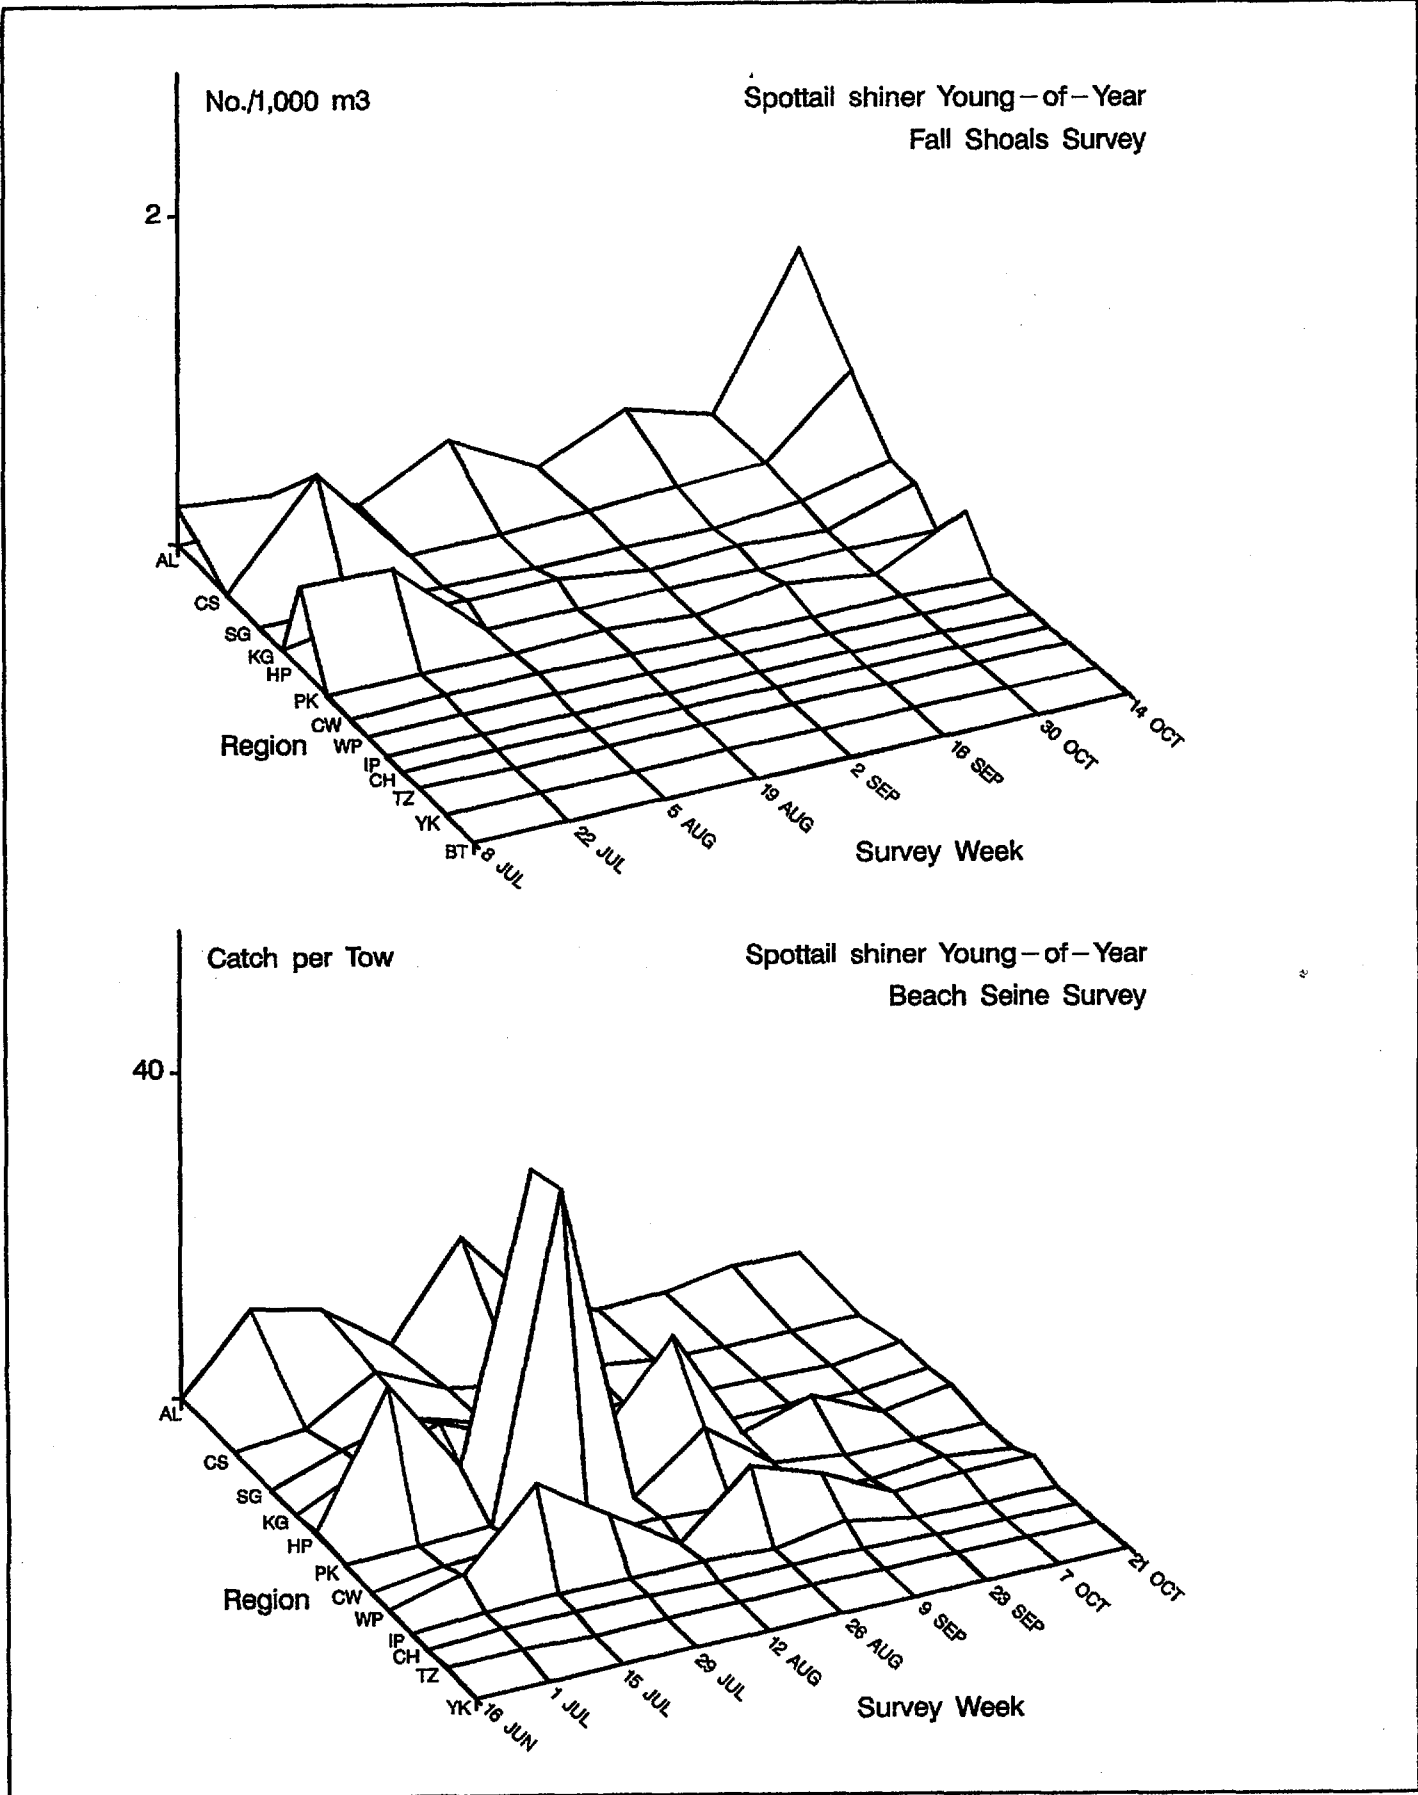 No./1,000 m3
Spottail shiner Young-of-Year
Fall Shoals Survey
2
AL
CS
SG
KG
HP
PK
CW
WP
IP
CH
TZ
YK
BT
Region
8 JUL
22 JUL
5 AUG
19 AUG
2 SEP
16 SEP
30 OCT
14 OCT
Survey Week
Catch per Tow
Spottail shiner Young-of-Year
Beach Seine Survey
40
AL
CS
SG
KG
HP
PK
CW
WP
IP
CH
TZ
YK
Region
16 JUN
1 JUL
15 JUL
29 JUL
12 AUG
26 AUG
9 SEP
23 SEP
7 OCT
21 OCT
Survey Week